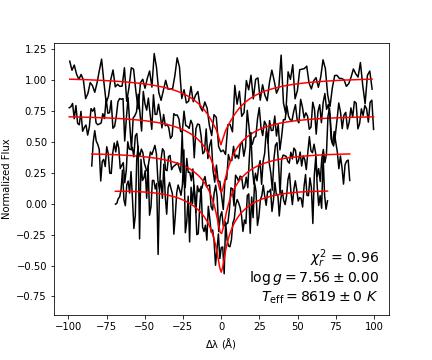 1.25
1.00
0.75
0.50
0.25
0.00
−0.25
−0.50
−0.75
Normalized Flux
χ²ᵣ = 0.96
log g = 7.56 ± 0.00
T_eff = 8619 ± 0 K
−100 −75 −50 −25 0 25 50 75 100
Δλ (Å)